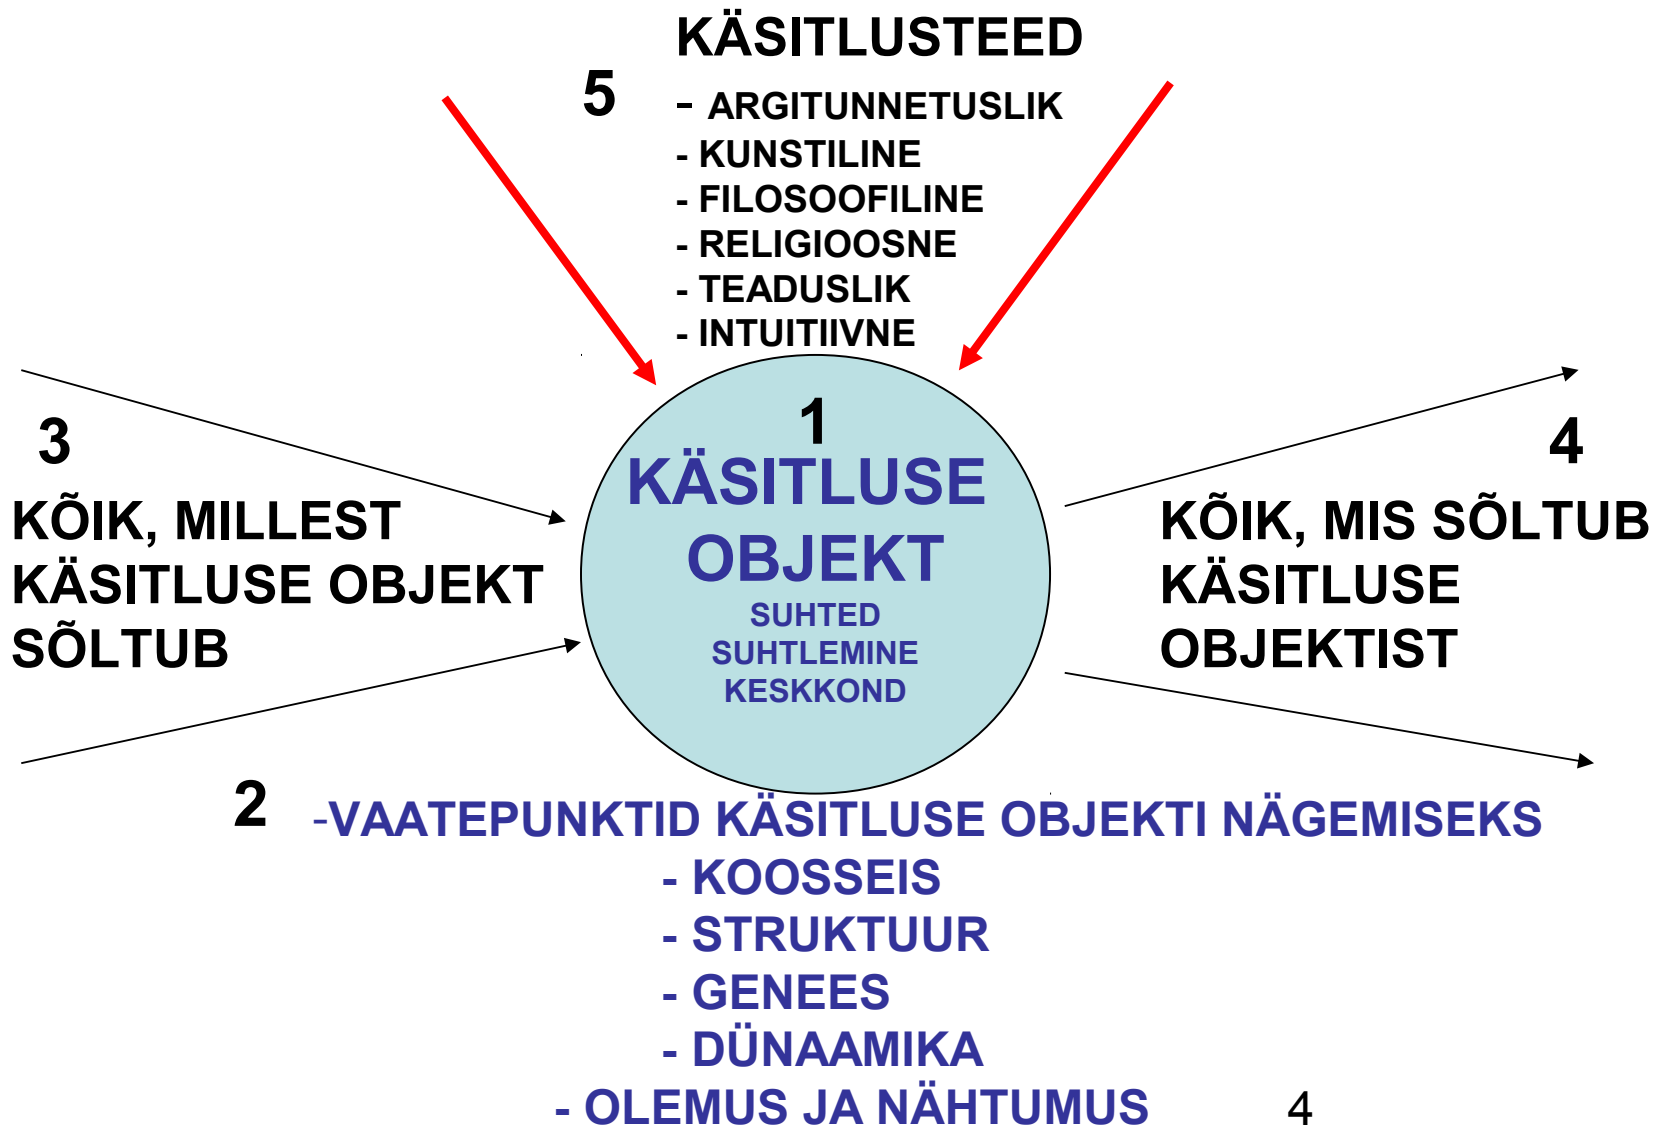 KÄSITLUSTEED
5
- ARGITUNNETUSLIK
- KUNSTILINE
- FILOSOOFILINE
- RELIGIOOSNE
- TEADUSLIK
- INTUITIIVNE
3
KÕIK, MILLEST
KÄSITLUSE OBJEKT
SÕLTUB
1
KÄSITLUSE
OBJEKT
SUHTED
SUHTLEMINE
KESKKOND
4
KÕIK, MIS SÕLTUB
KÄSITLUSE
OBJEKTIST
2
-VAATEPUNKTID KÄSITLUSE OBJEKTI NÄGEMISEKS
- KOOSSEIS
- STRUKTUUR
- GENEES
- DÜNAAMIKA
- OLEMUS JA NÄHTUMUS
4